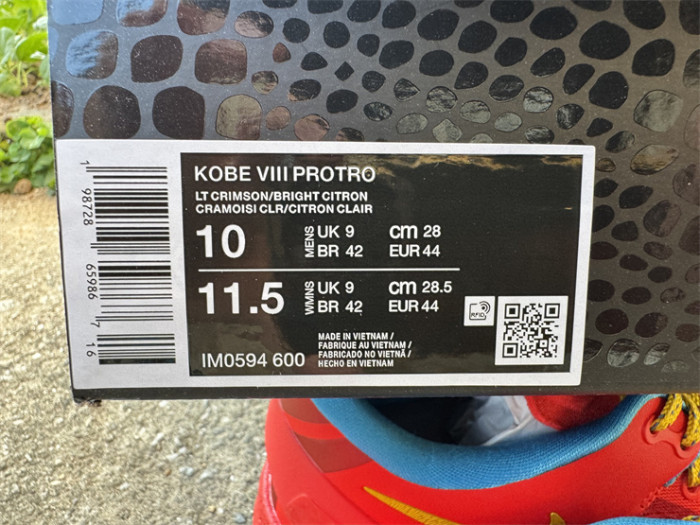 KOBE VIII PROTRO
LT CRIMSON/BRIGHT CITRON
CRAMOISI CLR/CITRON CLAIR
10 MENS UK 9 cm 28
BR 42 EUR 44
11.5 WMNS UK 9 cm 28.5
BR 42 EUR 44
IM0594 600
MADE IN VIETNAM /
FABRIQUE AU VIETNAM /
FABRICADO NO VIETNÃ /
HECHO EN VIETNAM
RFID
1 98728 65986 7 16